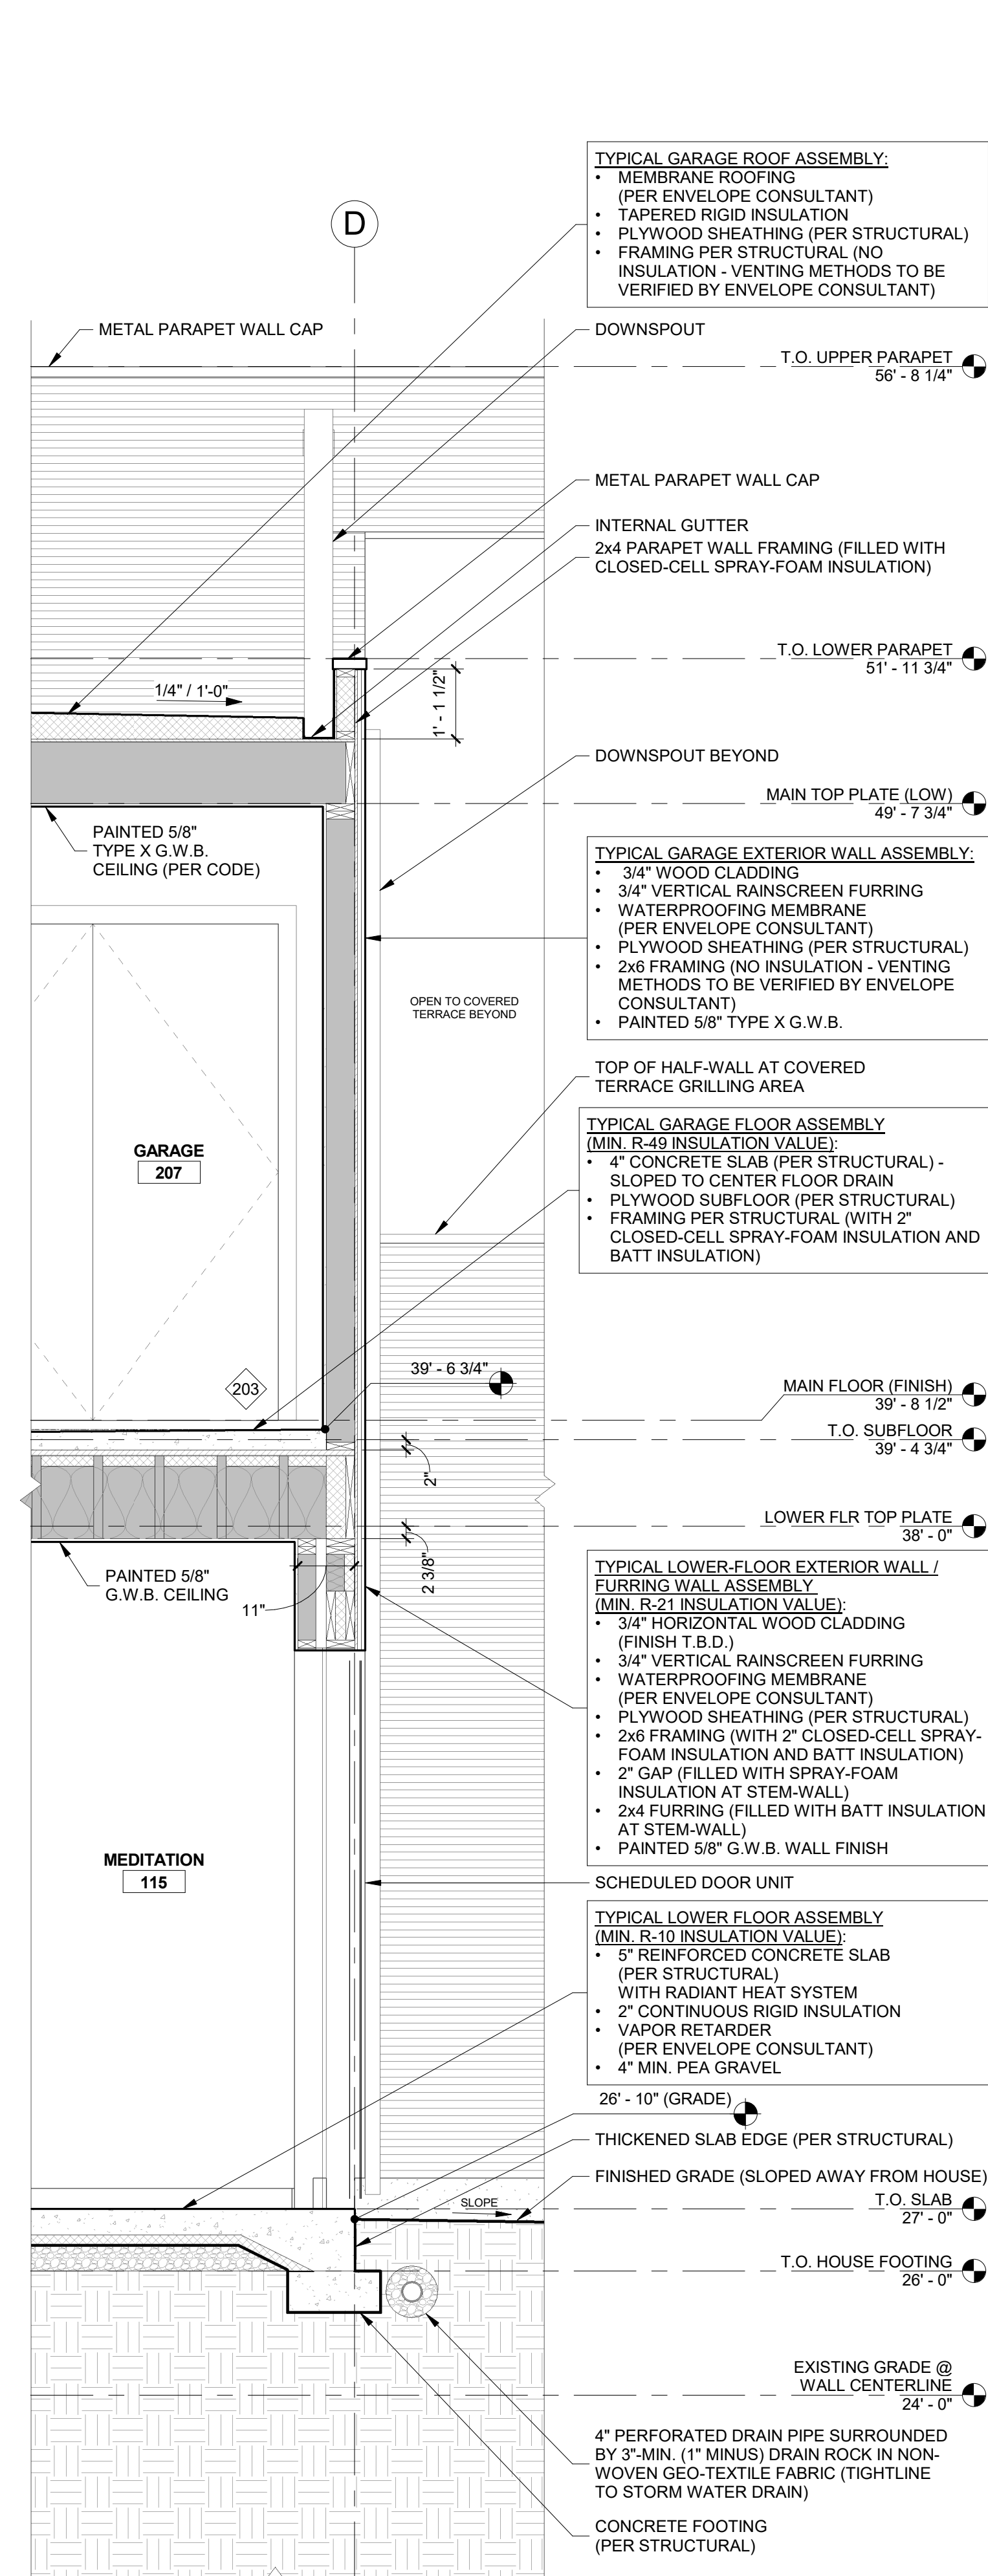 TYPICAL GARAGE ROOF ASSEMBLY:
• MEMBRANE ROOFING
(PER ENVELOPE CONSULTANT)
• TAPERED RIGID INSULATION
• PLYWOOD SHEATHING (PER STRUCTURAL)
• FRAMING PER STRUCTURAL (NO
INSULATION - VENTING METHODS TO BE
VERIFIED BY ENVELOPE CONSULTANT)
D
METAL PARAPET WALL CAP
DOWNSPOUT
T.O. UPPER PARAPET
56' - 8 1/4"
METAL PARAPET WALL CAP
INTERNAL GUTTER
2x4 PARAPET WALL FRAMING (FILLED WITH
CLOSED-CELL SPRAY-FOAM INSULATION)
T.O. LOWER PARAPET
51' - 11 3/4"
1/4" / 1'-0"
1' - 1 1/2"
DOWNSPOUT BEYOND
MAIN TOP PLATE (LOW)
49' - 7 3/4"
PAINTED 5/8"
TYPE X G.W.B.
CEILING (PER CODE)
TYPICAL GARAGE EXTERIOR WALL ASSEMBLY:
• 3/4" WOOD CLADDING
• 3/4" VERTICAL RAINSCREEN FURRING
• WATERPROOFING MEMBRANE
(PER ENVELOPE CONSULTANT)
• PLYWOOD SHEATHING (PER STRUCTURAL)
• 2x6 FRAMING (NO INSULATION - VENTING
METHODS TO BE VERIFIED BY ENVELOPE
CONSULTANT)
• PAINTED 5/8" TYPE X G.W.B.
OPEN TO COVERED
TERRACE BEYOND
TOP OF HALF-WALL AT COVERED
TERRACE GRILLING AREA
GARAGE
207
TYPICAL GARAGE FLOOR ASSEMBLY
(MIN. R-49 INSULATION VALUE):
• 4" CONCRETE SLAB (PER STRUCTURAL) -
SLOPED TO CENTER FLOOR DRAIN
• PLYWOOD SUBFLOOR (PER STRUCTURAL)
• FRAMING PER STRUCTURAL (WITH 2"
CLOSED-CELL SPRAY-FOAM INSULATION AND
BATT INSULATION)
203
39' - 6 3/4"
MAIN FLOOR (FINISH)
39' - 8 1/2"
T.O. SUBFLOOR
39' - 4 3/4"
2"
LOWER FLR TOP PLATE
38' - 0"
2 3/8"
PAINTED 5/8"
G.W.B. CEILING
11"
TYPICAL LOWER-FLOOR EXTERIOR WALL /
FURRING WALL ASSEMBLY
(MIN. R-21 INSULATION VALUE):
• 3/4" HORIZONTAL WOOD CLADDING
(FINISH T.B.D.)
• 3/4" VERTICAL RAINSCREEN FURRING
• WATERPROOFING MEMBRANE
(PER ENVELOPE CONSULTANT)
• PLYWOOD SHEATHING (PER STRUCTURAL)
• 2x6 FRAMING (WITH 2" CLOSED-CELL SPRAY-
FOAM INSULATION AND BATT INSULATION)
• 2" GAP (FILLED WITH SPRAY-FOAM
INSULATION AT STEM-WALL)
• 2x4 FURRING (FILLED WITH BATT INSULATION
AT STEM-WALL)
• PAINTED 5/8" G.W.B. WALL FINISH
MEDITATION
115
SCHEDULED DOOR UNIT
TYPICAL LOWER FLOOR ASSEMBLY
(MIN. R-10 INSULATION VALUE):
• 5" REINFORCED CONCRETE SLAB
(PER STRUCTURAL)
WITH RADIANT HEAT SYSTEM
• 2" CONTINUOUS RIGID INSULATION
• VAPOR RETARDER
(PER ENVELOPE CONSULTANT)
• 4" MIN. PEA GRAVEL
26' - 10" (GRADE)
THICKENED SLAB EDGE (PER STRUCTURAL)
FINISHED GRADE (SLOPED AWAY FROM HOUSE)
SLOPE
T.O. SLAB
27' - 0"
T.O. HOUSE FOOTING
26' - 0"
EXISTING GRADE @
WALL CENTERLINE
24' - 0"
4" PERFORATED DRAIN PIPE SURROUNDED
BY 3"-MIN. (1" MINUS) DRAIN ROCK IN NON-
WOVEN GEO-TEXTILE FABRIC (TIGHTLINE
TO STORM WATER DRAIN)
CONCRETE FOOTING
(PER STRUCTURAL)